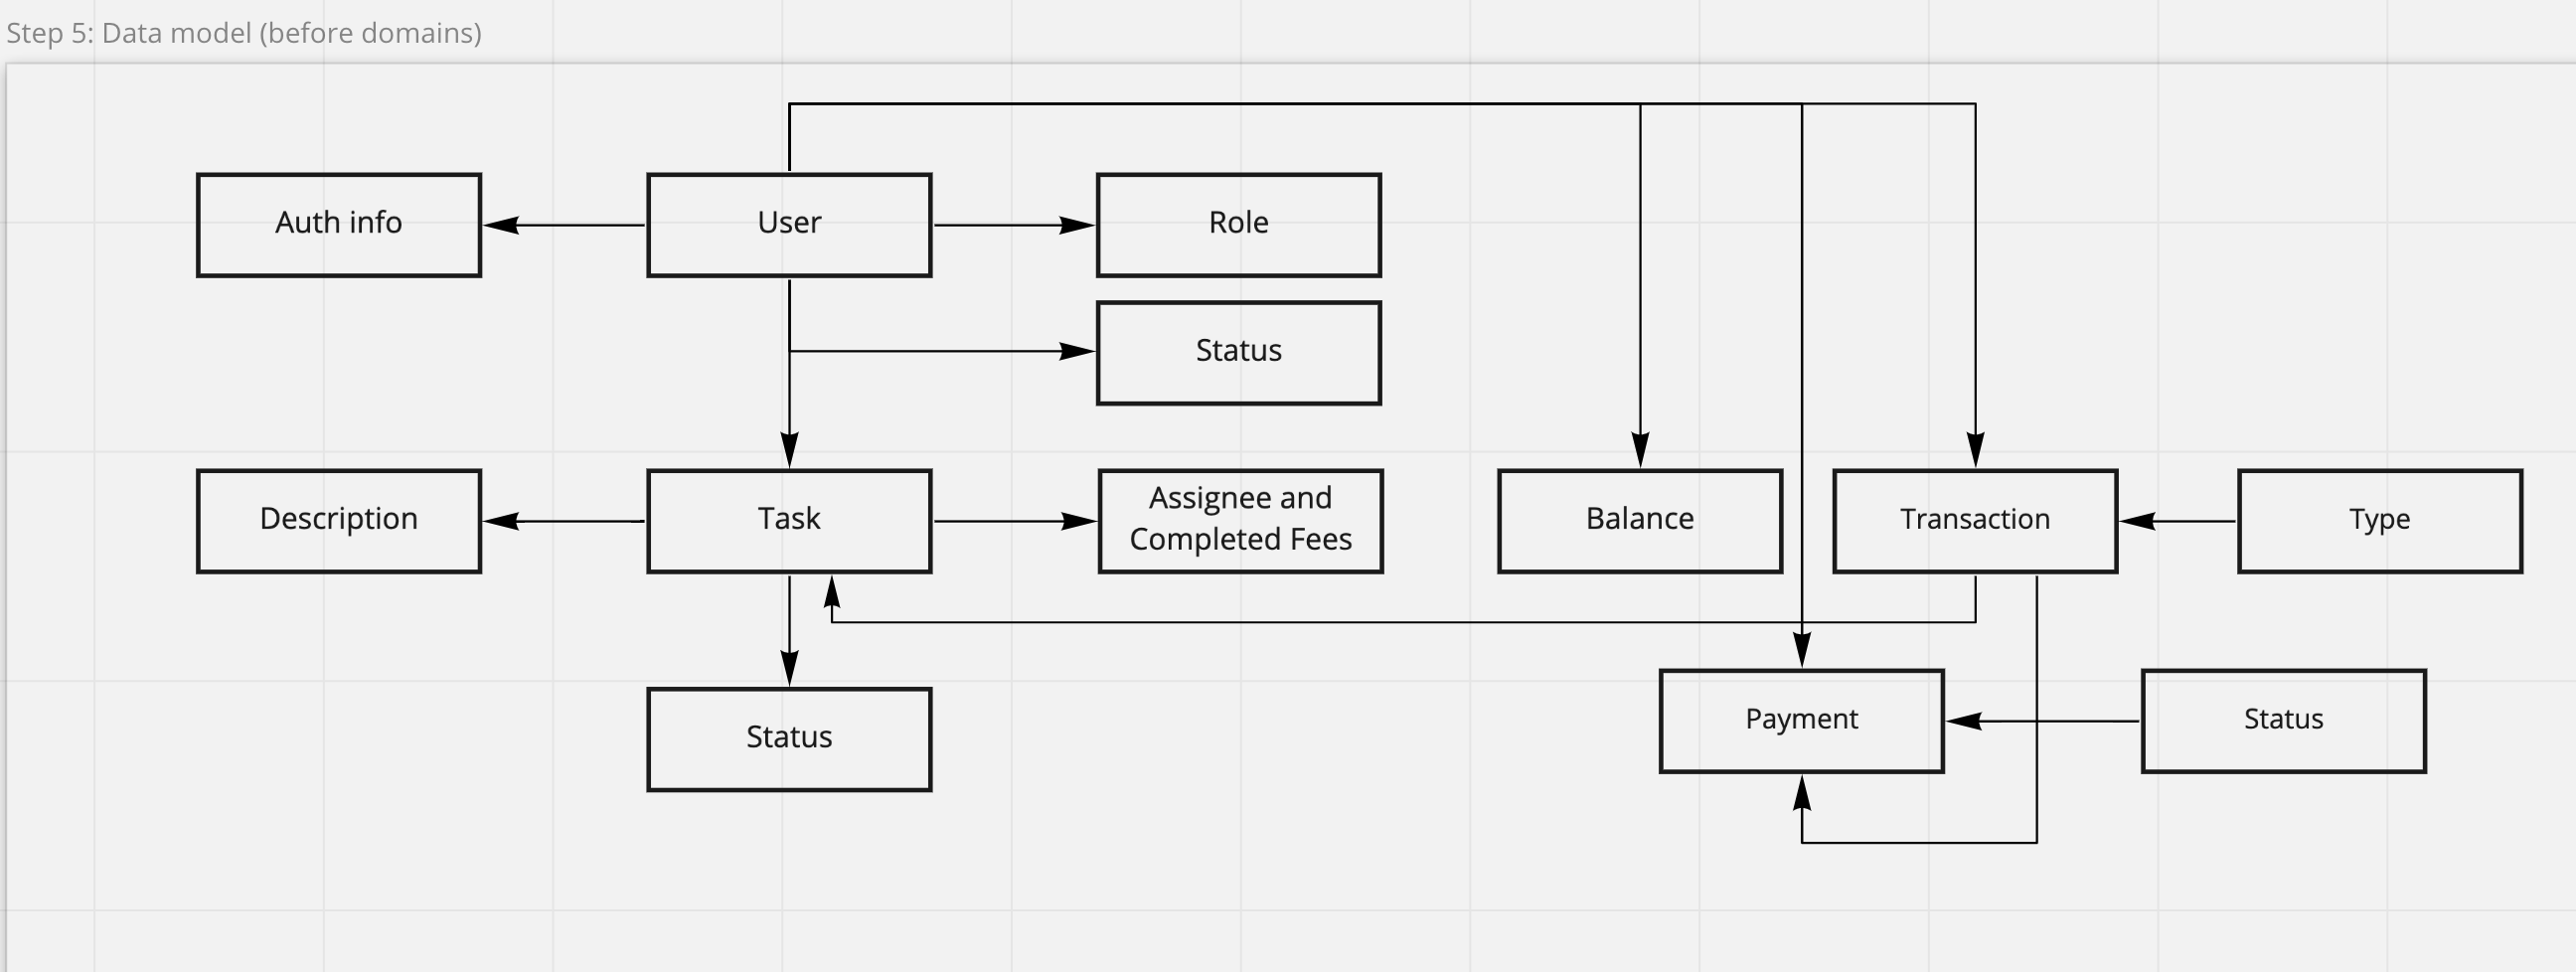 Step 5: Data model (before domains)
Auth info
User
Role
Status
Description
Task
Assignee and
Completed Fees
Balance
Transaction
Type
Status
Payment
Status